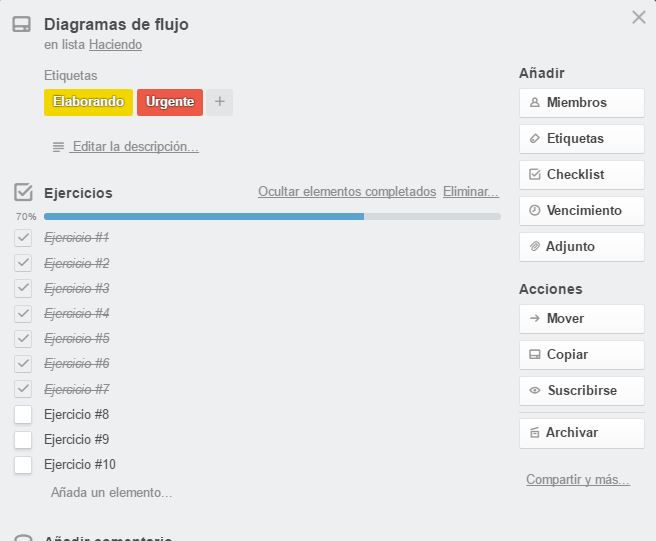 Diagramas de flujo
en lista Haciendo
Etiquetas
Elaborando Urgente +
Editar la descripción...
Ejercicios Ocultar elementos completados Eliminar...
70%
Ejercicio #1
Ejercicio #2
Ejercicio #3
Ejercicio #4
Ejercicio #5
Ejercicio #6
Ejercicio #7
Ejercicio #8
Ejercicio #9
Ejercicio #10
Añada un elemento...
Añadir comentario
Añadir
Miembros
Etiquetas
Checklist
Vencimiento
Adjunto
Acciones
Mover
Copiar
Suscribirse
Archivar
Compartir y más...